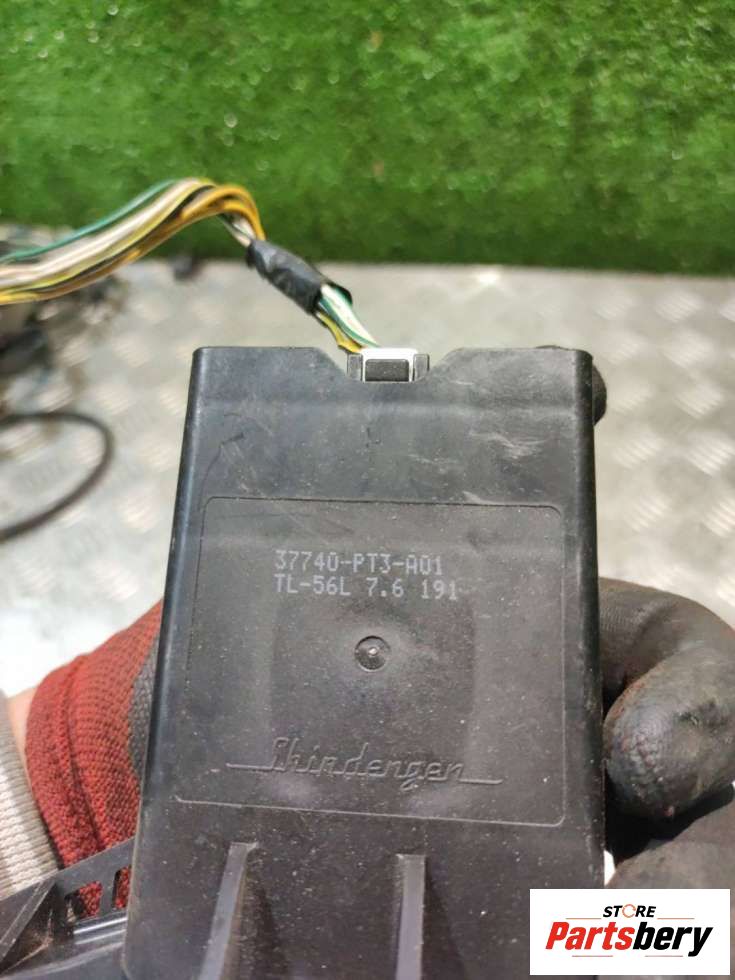 37740-PT3-A01
TL-56L 7.6 191
Shindengen
STORE
Partsbery